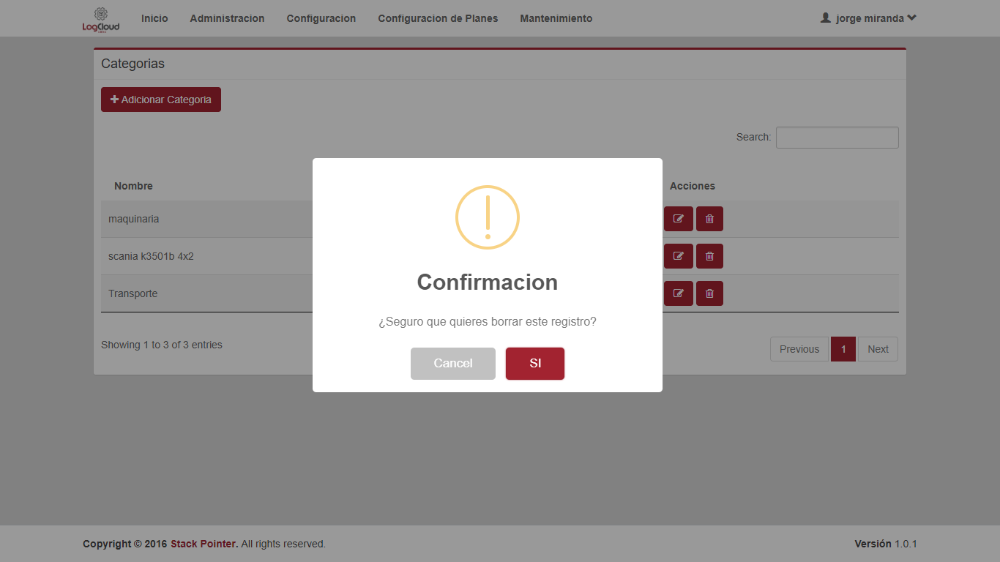 LogCloud
Inicio Administracion Configuracion Configuracion de Planes Mantenimiento jorge miranda
Categorias
Adicionar Categoria
Search:
Nombre Acciones
maquinaria
scania k3501b 4x2
Transporte
Showing 1 to 3 of 3 entries
Previous 1 Next
Confirmacion
¿Seguro que quieres borrar este registro?
Cancel SI
Copyright © 2016 Stack Pointer. All rights reserved. Versión 1.0.1